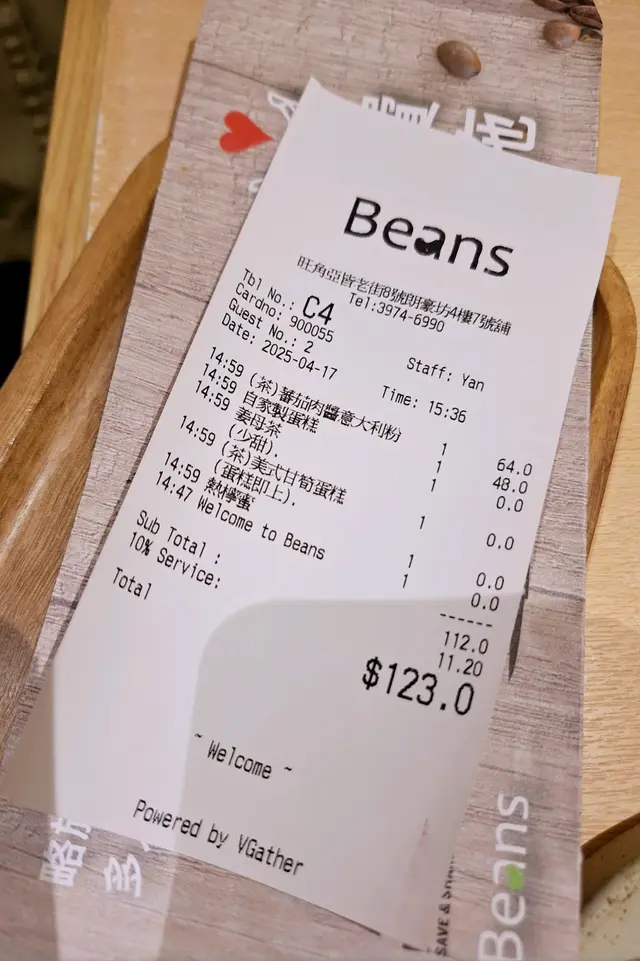 Beans
旺角亞皆老街8號朗豪坊4樓7號舖
Tel:3974-6990
Tbl No.: C4
Cardno: 900055 Staff: Yan
Guest No.: 2
Date: 2025-04-17 Time: 15:36
14:59 (茶)蕃茄肉醬意大利粉 1 64.0
14:59 自家製蛋糕 1 48.0
14:59 姜母茶 1 0.0
(少甜).
14:59 (茶)美式甘筍蛋糕 1 0.0
(蛋糕即上).
14:59 熱檸蜜 1 0.0
14:47 Welcome to Beans 1 0.0
------
Sub Total : 112.0
10% Service: 11.20
Total $123.0
~ Welcome ~
Powered by VGather
多
SAVE &
Beans